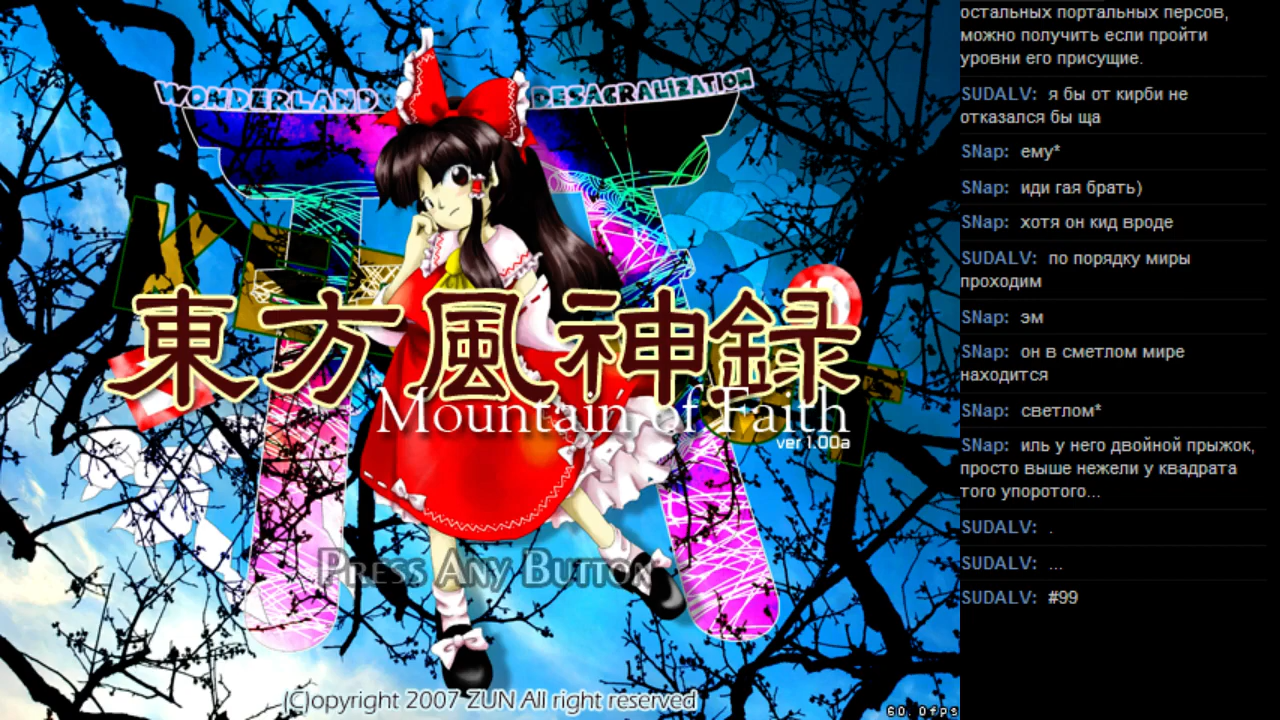 WONDERLAND
DESACRALIZATION
東方風神録
Mountain of Faith
ver 1.00a
Press Any Button
(C)opyright 2007 ZUN All right reserved
60.0fps
остальных портальных персов,
можно получить если пройти
уровни его присущие.
SUDALV: я бы от кирби не
отказался бы ща
SNap: ему*
SNap: иди гая брать)
SNap: хотя он кид вроде
SUDALV: по порядку миры
проходим
SNap: эм
SNap: он в сметлом мире
находится
SNap: светлом*
SNap: иль у него двойной прыжок,
просто выше нежели у квадрата
того упоротого...
SUDALV: .
SUDALV: ...
SUDALV: #99